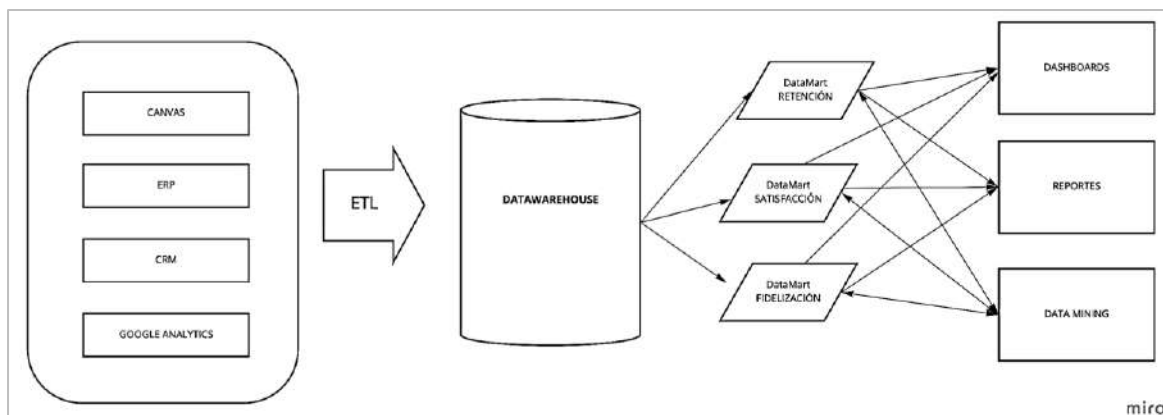 CANVAS
ERP
CRM
GOOGLE ANALYTICS
ETL
DATAWAREHOUSE
DataMart
RETENCIÓN
DataMart
SATISFACCIÓN
DataMart
FIDELIZACIÓN
DASHBOARDS
REPORTES
DATA MINING
miro